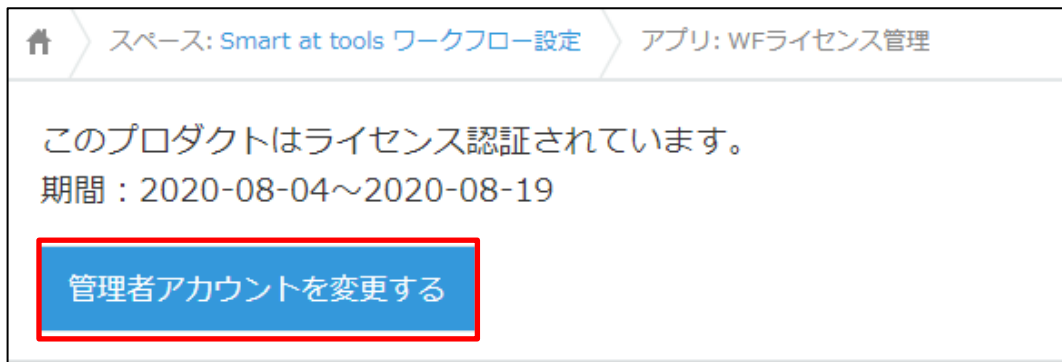 スペース: Smart at tools ワークフロー設定 アプリ: WFライセンス管理
このプロダクトはライセンス認証されています。
期間：2020-08-04～2020-08-19
管理者アカウントを変更する